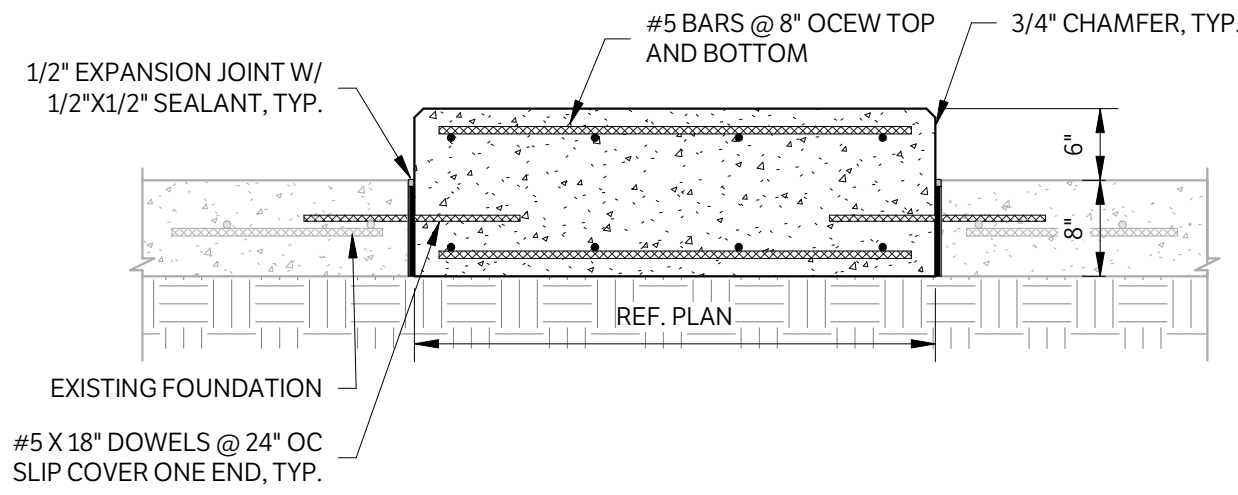 #5 BARS @ 8" OCEW TOP
AND BOTTOM
3/4" CHAMFER, TYP.
1/2" EXPANSION JOINT W/
1/2"X1/2" SEALANT, TYP.
6"
8"
REF. PLAN
EXISTING FOUNDATION
#5 X 18" DOWELS @ 24" OC
SLIP COVER ONE END, TYP.